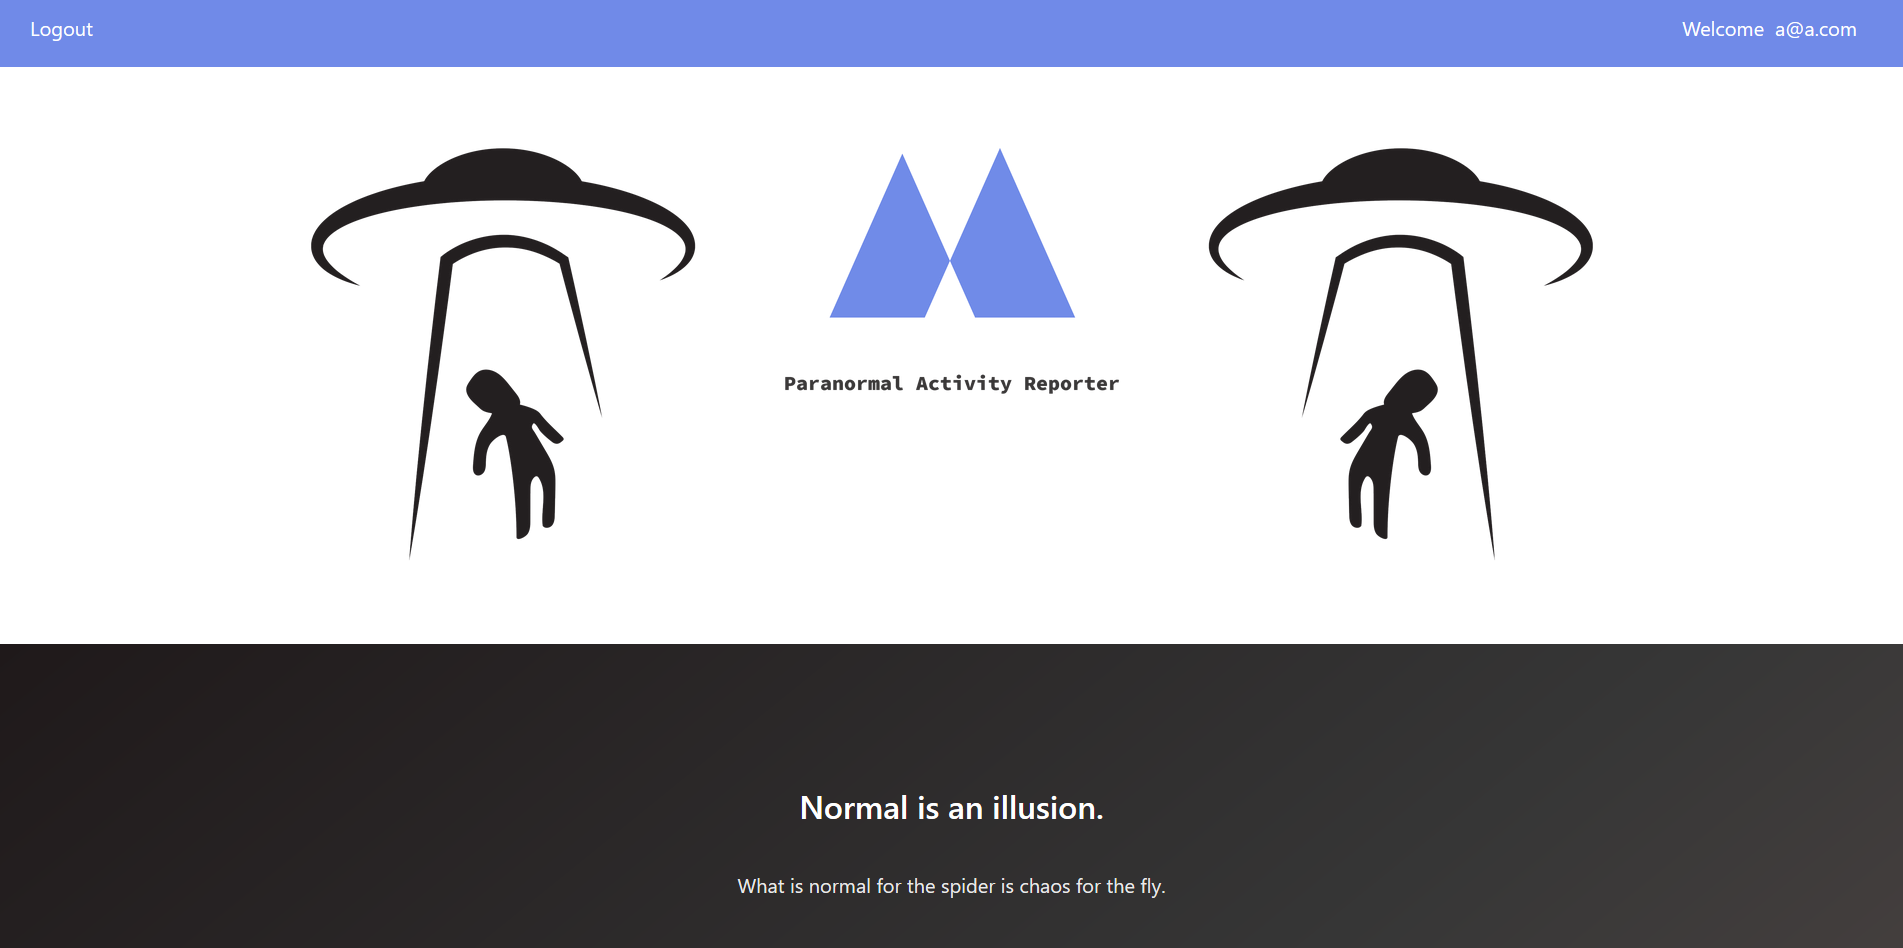 Logout
Welcome a@a.com
Paranormal Activity Reporter
Normal is an illusion.
What is normal for the spider is chaos for the fly.